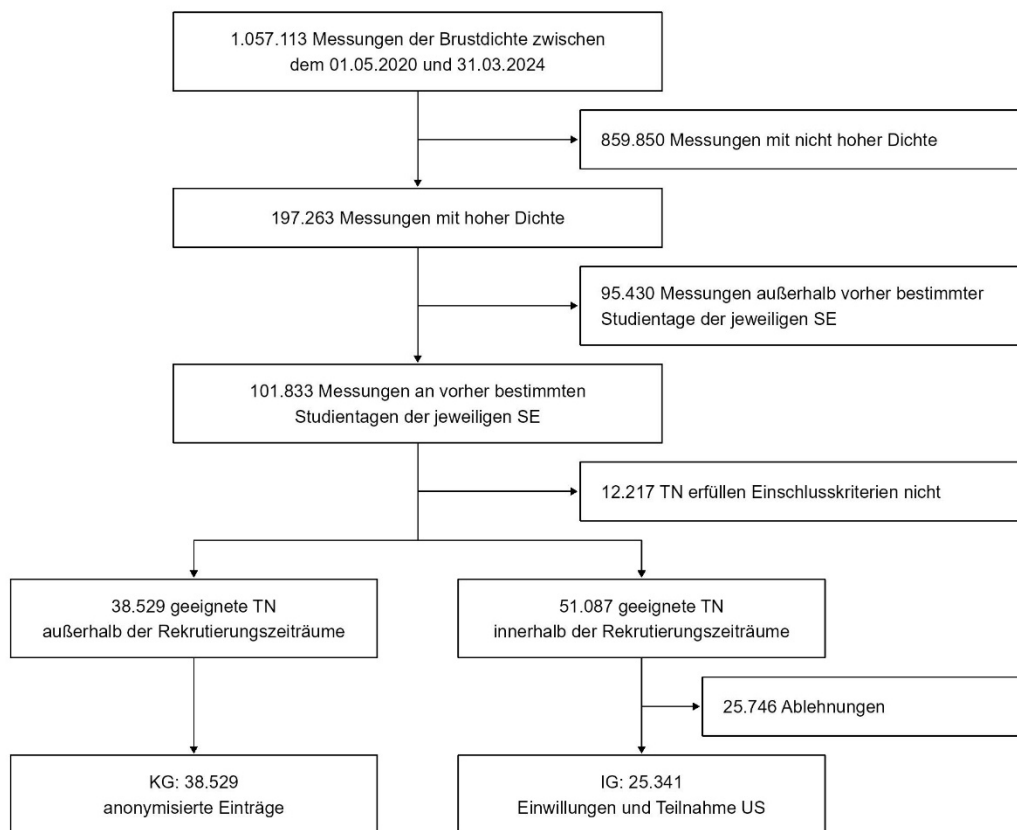 1.057.113 Messungen der Brustdichte zwischen
dem 01.05.2020 und 31.03.2024
859.850 Messungen mit nicht hoher Dichte
197.263 Messungen mit hoher Dichte
95.430 Messungen außerhalb vorher bestimmter
Studientage der jeweiligen SE
101.833 Messungen an vorher bestimmten
Studientagen der jeweiligen SE
12.217 TN erfüllen Einschlusskriterien nicht
38.529 geeignete TN
außerhalb der Rekrutierungszeiträume
51.087 geeignete TN
innerhalb der Rekrutierungszeiträume
25.746 Ablehnungen
KG: 38.529
anonymisierte Einträge
IG: 25.341
Einwillungen und Teilnahme US